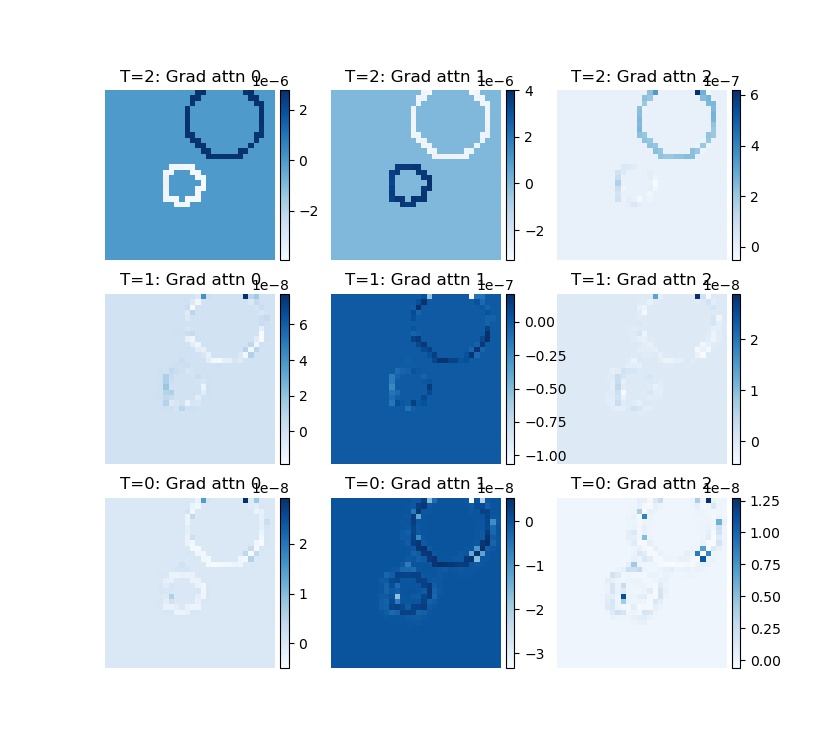 T=2: Grad attn 0
1e−6
T=2: Grad attn 1
1e−6
T=2: Grad attn 2
1e−7
2
0
−2
4
2
0
−2
6
4
2
0
T=1: Grad attn 0
1e−8
T=1: Grad attn 1
1e−7
T=1: Grad attn 2
1e−8
6
4
2
0
0.00
−0.25
−0.50
−0.75
−1.00
2
1
0
T=0: Grad attn 0
1e−8
T=0: Grad attn 1
1e−8
T=0: Grad attn 2
1e−8
2
1
0
0
−1
−2
−3
1.25
1.00
0.75
0.50
0.25
0.00